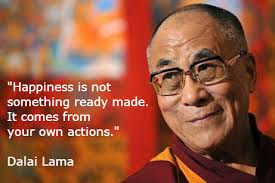 "Happiness is not
something ready made.
It comes from
your own actions."
Dalai Lama